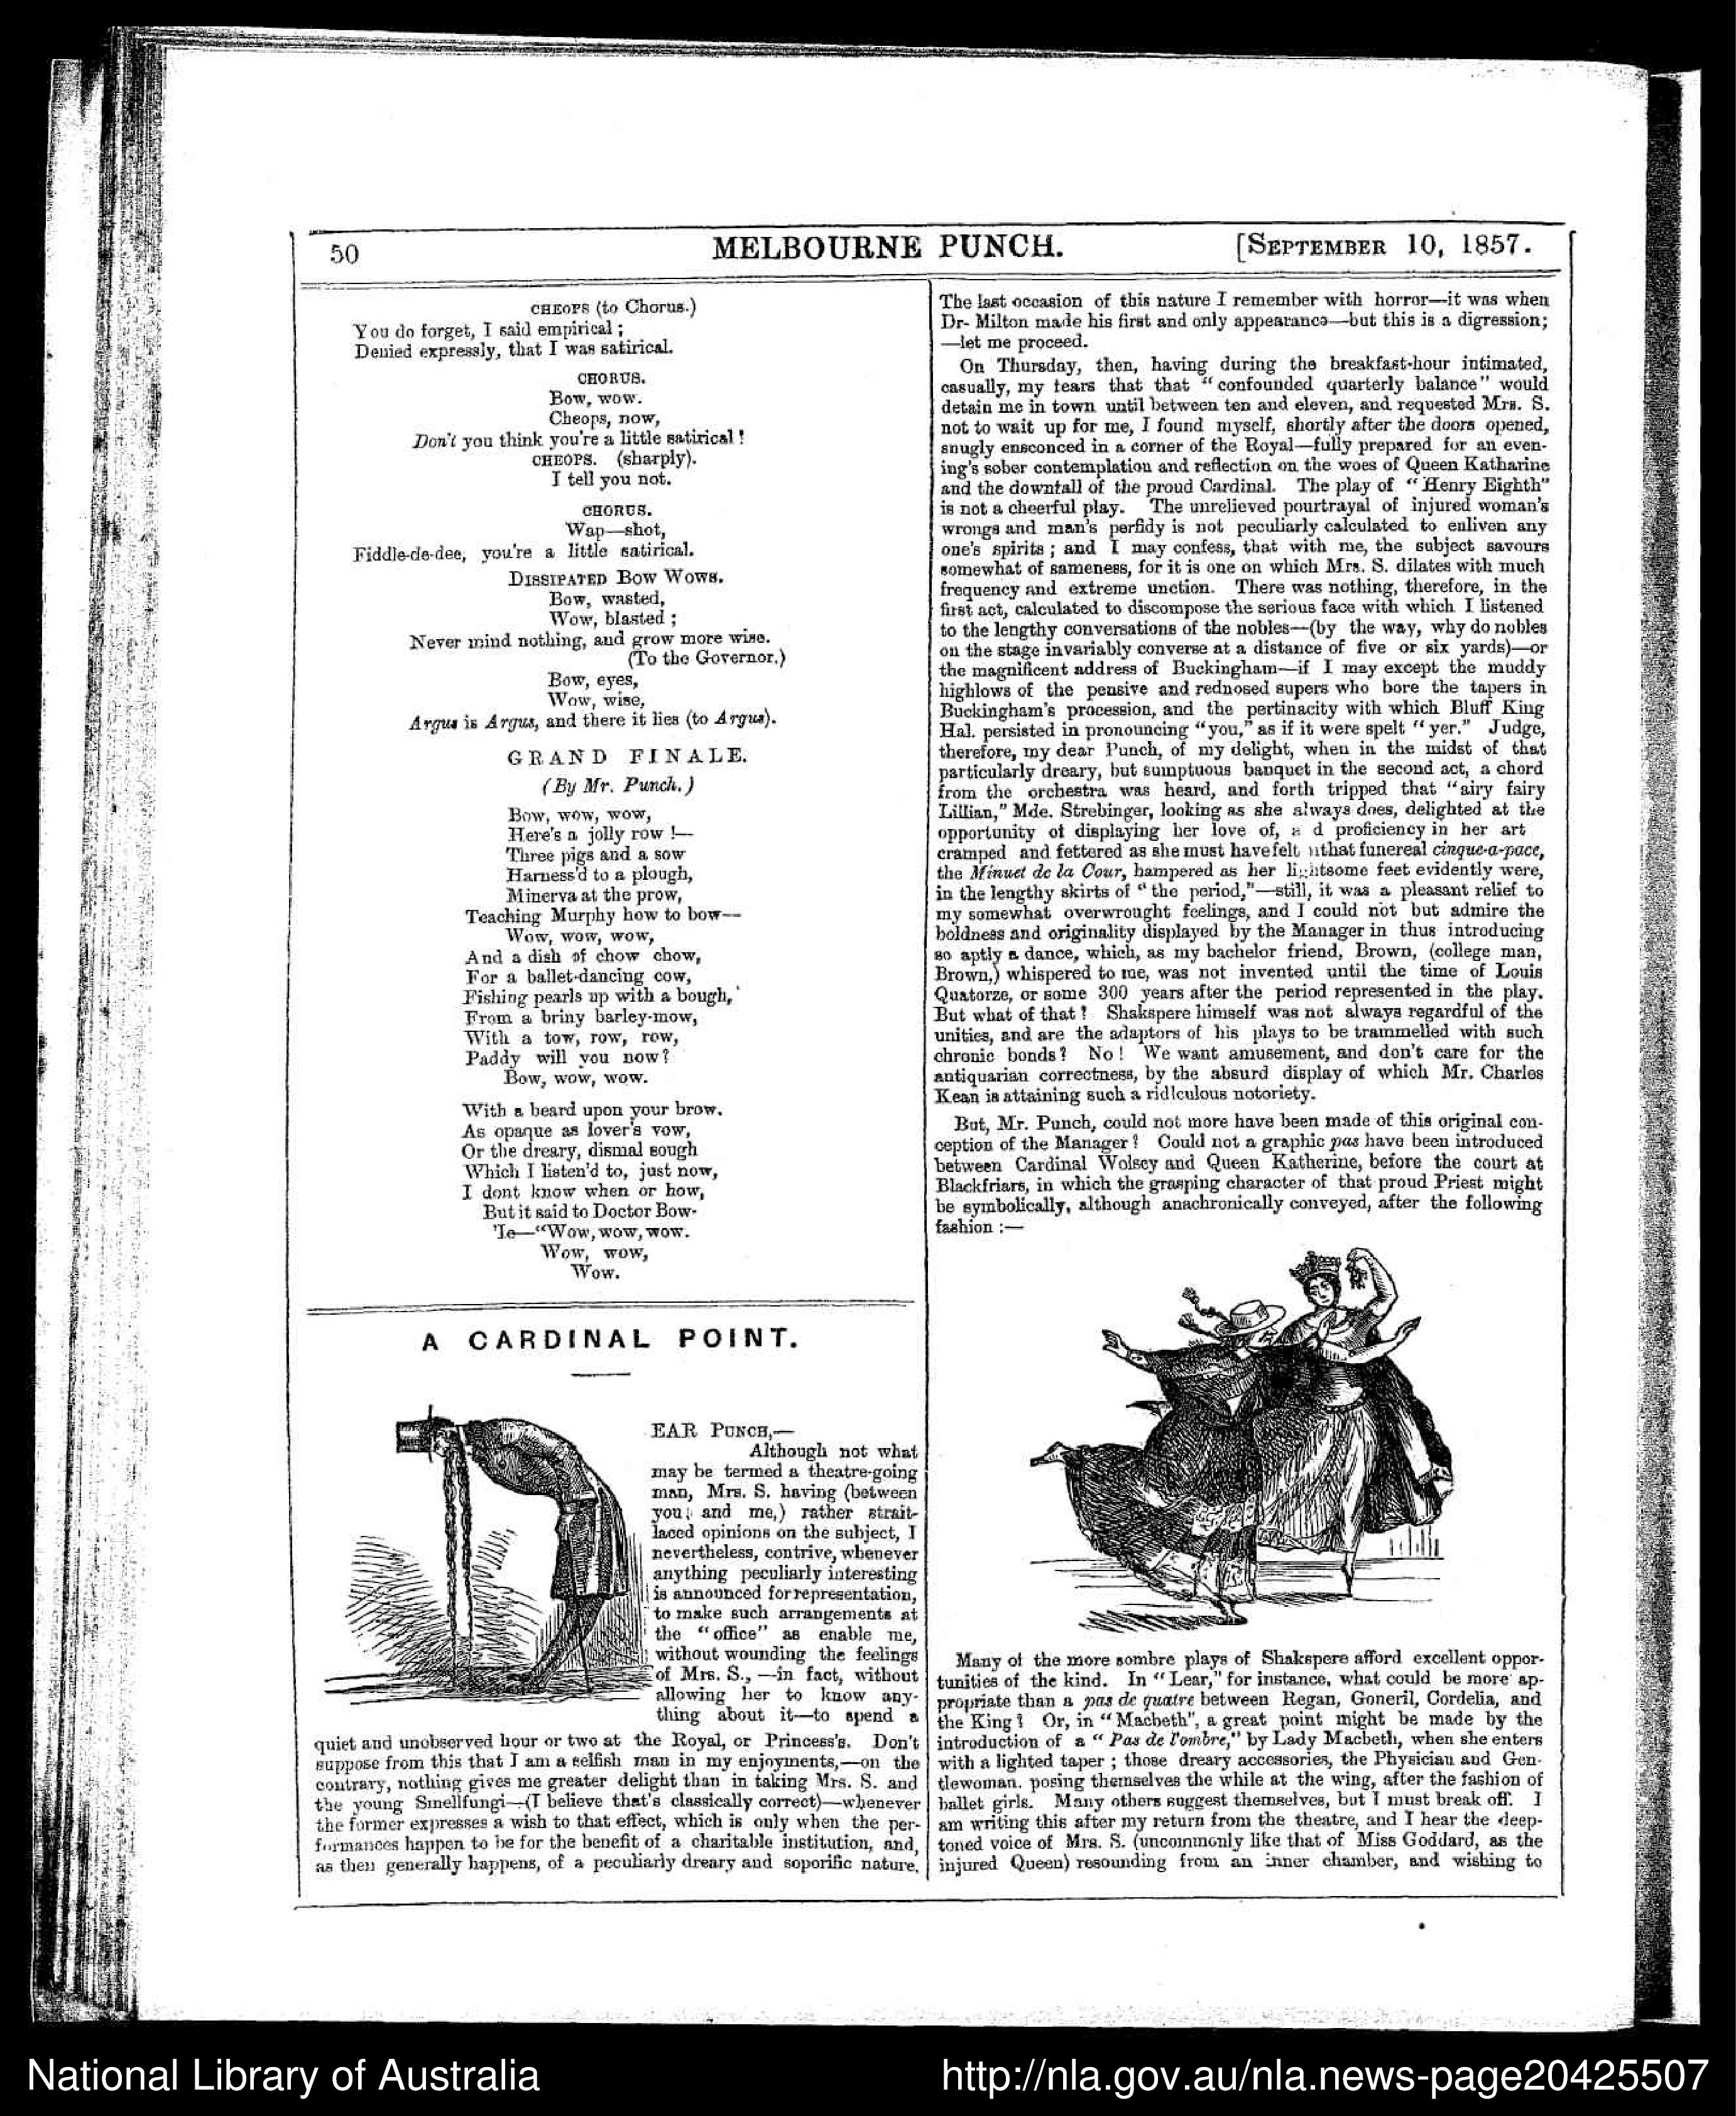 50
MELBOURNE PUNCH.
[SEPTEMBER 10, 1857.
CHEOPS (to Chorus.)
You do forget, I said empirical ;
Denied expressly, that I was satirical.
CHORUS.
Bow, wow.
Cheops, now,
Don't you think you're a little satirical !
CHEOPS. (sharply).
I tell you not.
CHORUS.
Wap—shot,
Fiddle-de-dee, you're a little satirical.
DISSIPATED BOW WOWS.
Bow, wasted,
Wow, blasted ;
Never mind nothing, and grow more wise.
(To the Governor.)
Bow, eyes,
Wow, wise,
Argus is Argus, and there it lies (to Argus).
GRAND FINALE.
(By Mr. Punch.)
Bow, wow, wow,
Here's a jolly row !—
Three pigs and a sow
Harness'd to a plough,
Minerva at the prow,
Teaching Murphy how to bow—
Wow, wow, wow,
And a dish of chow chow,
For a ballet-dancing cow,
Fishing pearls up with a bough,
From a briny barley-mow,
With a tow, row, row,
Paddy will you now?
Bow, wow, wow.
With a beard upon your brow.
As opaque as lover's vow,
Or the dreary, dismal sough
Which I listen'd to, just now,
I dont know when or how,
But it said to Doctor Bow-
'le—"Wow, wow, wow.
Wow, wow,
Wow.
A CARDINAL POINT.
EAR PUNCH,—
Although not what
may be termed a theatre-going
man, Mrs. S. having (between
you; and me,) rather strait-
laced opinions on the subject, I
nevertheless, contrive, whenever
anything peculiarly interesting
is announced for representation,
to make such arrangements at
the "office" as enable me,
without wounding the feelings
of Mrs. S., —in fact, without
allowing her to know any-
thing about it—to spend a
quiet and unobserved hour or two at the Royal, or Princess's. Don't
suppose from this that I am a selfish man in my enjoyments,—on the
contrary, nothing gives me greater delight than in taking Mrs. S. and
the young Smellfungi—(I believe that's classically correct)—whenever
the former expresses a wish to that effect, which is only when the per-
formances happen to be for the benefit of a charitable institution, and,
as then generally happens, of a peculiarly dreary and soporific nature.
The last occasion of this nature I remember with horror—it was when
Dr- Milton made his first and only appearance—but this is a digression;
—let me proceed.
On Thursday, then, having during the breakfast-hour intimated,
casually, my fears that that "confounded quarterly balance" would
detain me in town until between ten and eleven, and requested Mrs. S.
not to wait up for me, I found myself, shortly after the doors opened,
snugly ensconced in a corner of the Royal—fully prepared for an even-
ing's sober contemplation and reflection on the woes of Queen Katharine
and the downfall of the proud Cardinal. The play of "Henry Eighth"
is not a cheerful play. The unrelieved pourtrayal of injured woman's
wrongs and man's perfidy is not peculiarly calculated to enliven any
one's spirits ; and I may confess, that with me, the subject savours
somewhat of sameness, for it is one on which Mrs. S. dilates with much
frequency and extreme unction. There was nothing, therefore, in the
first act, calculated to discompose the serious face with which I listened
to the lengthy conversations of the nobles—(by the way, why do nobles
on the stage invariably converse at a distance of five or six yards)—or
the magnificent address of Buckingham—if I may except the muddy
highlows of the pensive and rednosed supers who bore the tapers in
Buckingham's procession, and the pertinacity with which Bluff King
Hal. persisted in pronouncing "you," as if it were spelt "yer." Judge,
therefore, my dear Punch, of my delight, when in the midst of that
particularly dreary, but sumptuous banquet in the second act, a chord
from the orchestra was heard, and forth tripped that "airy fairy
Lillian," Mde. Strebinger, looking as she always does, delighted at the
opportunity of displaying her love of, a d proficiency in her art
cramped and fettered as she must have felt that funereal cinque-a-pace,
the Minuet de la Cour, hampered as her lightsome feet evidently were,
in the lengthy skirts of "the period,"—still, it was a pleasant relief to
my somewhat overwrought feelings, and I could not but admire the
boldness and originality displayed by the Manager in thus introducing
so aptly a dance, which, as my bachelor friend, Brown, (college man,
Brown,) whispered to me, was not invented until the time of Louis
Quatorze, or some 300 years after the period represented in the play.
But what of that ? Shakspere himself was not always regardful of the
unities, and are the adaptors of his plays to be trammelled with such
chronic bonds ? No ! We want amusement, and don't care for the
antiquarian correctness, by the absurd display of which Mr. Charles
Kean is attaining such a ridiculous notoriety.
But, Mr. Punch, could not more have been made of this original con-
ception of the Manager ? Could not a graphic pas have been introduced
between Cardinal Wolsey and Queen Katherine, before the court at
Blackfriars, in which the grasping character of that proud Priest might
be symbolically, although anachronically conveyed, after the following
fashion :—
Many of the more sombre plays of Shakspere afford excellent oppor-
tunities of the kind. In "Lear," for instance, what could be more ap-
propriate than a pas de quatre between Regan, Goneril, Cordelia, and
the King ? Or, in "Macbeth", a great point might be made by the
introduction of a "Pas de l'ombre," by Lady Macbeth, when she enters
with a lighted taper ; those dreary accessories, the Physician and Gen-
tlewoman. posing themselves the while at the wing, after the fashion of
ballet girls. Many others suggest themselves, but I must break off. I
am writing this after my return from the theatre, and I hear the deep-
toned voice of Mrs. S. (uncommonly like that of Miss Goddard, as the
injured Queen) resounding from an inner chamber, and wishing to
National Library of Australia
http://nla.gov.au/nla.news-page20425507